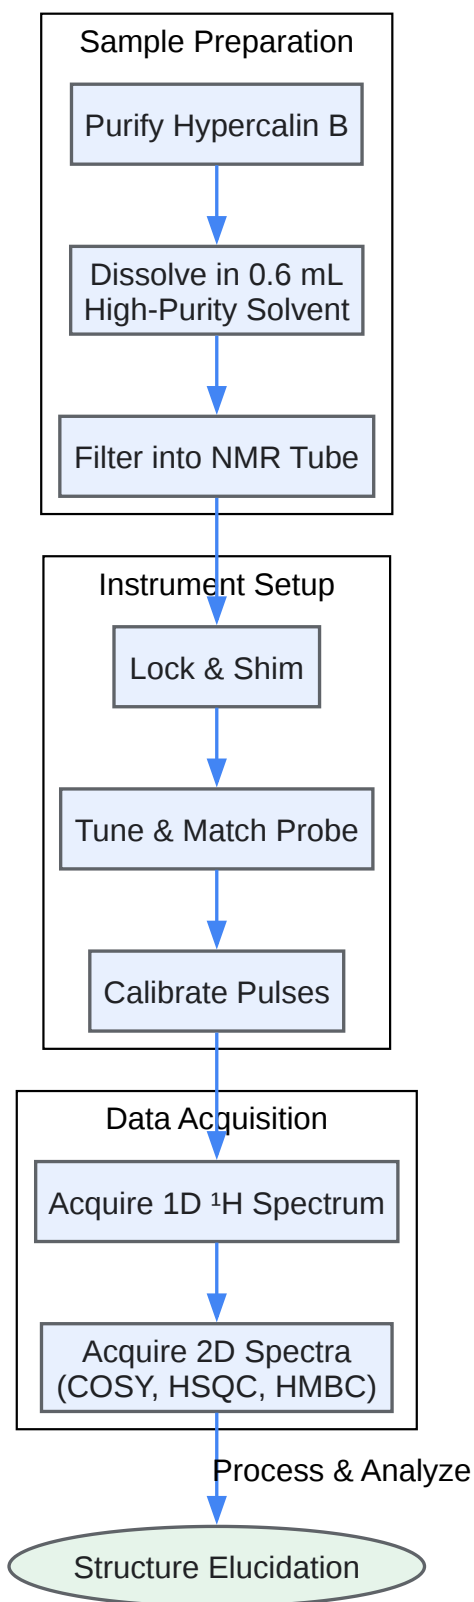 Sample Preparation
Purify Hypercalin B
Dissolve in 0.6 mL
High-Purity Solvent
Filter into NMR Tube
Instrument Setup
Lock & Shim
Tune & Match Probe
Calibrate Pulses
Data Acquisition
Acquire 1D ¹H Spectrum
Acquire 2D Spectra
(COSY, HSQC, HMBC)
Process & Analyze
Structure Elucidation